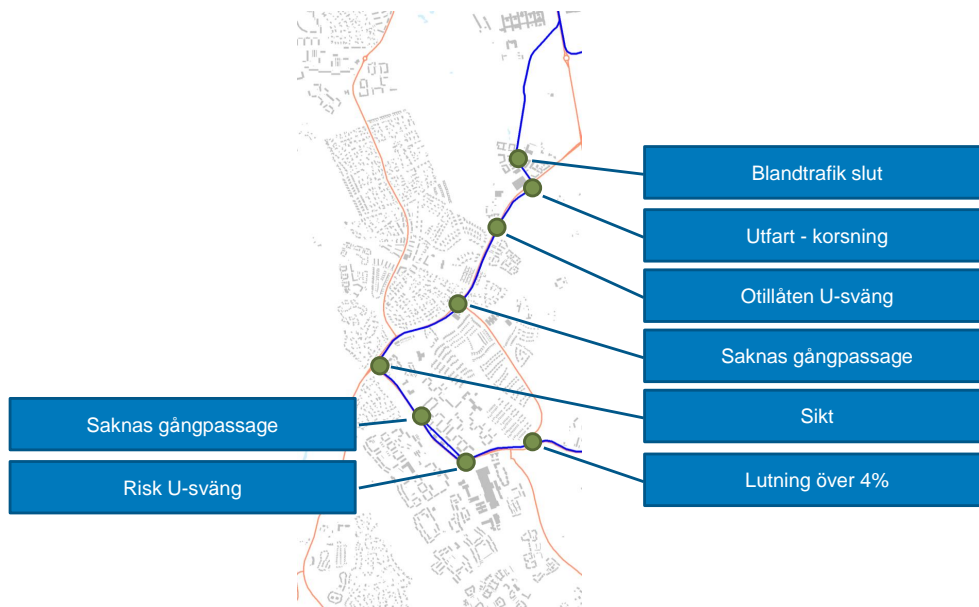 Blandtrafik slut
Utfart - korsning
Otillåten U-sväng
Saknas gångpassage
Sikt
Lutning över 4%
Saknas gångpassage
Risk U-sväng